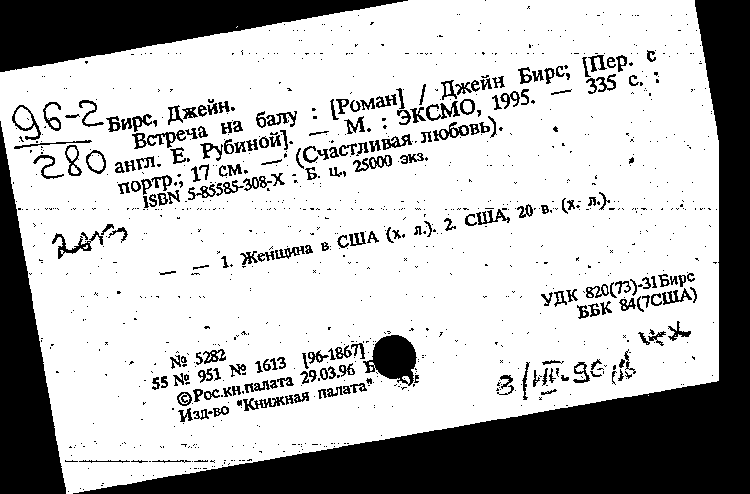 96-2
280
Бирс, Джейн.
Встреча на балу : [Роман] / Джейн Бирс; [Пер. с
англ. Е. Рубиной]. — М. : ЭКСМО, 1995. — 335 с. :
портр.; 17 см. — (Счастливая любовь).
ISBN 5-85585-308-X : Б. ц., 25000 экз.
— — 1. Женщина в США (х. л.). 2. США, 20 в. (х. л.).
УДК 820(73)-31Бирс
ББК 84(7США)
№ 5282
55 № 951 № 1613 [96-1867]
©Рос.кн.палата 29.03.96 Б
Изд-во "Книжная палата"
8/VIII-96